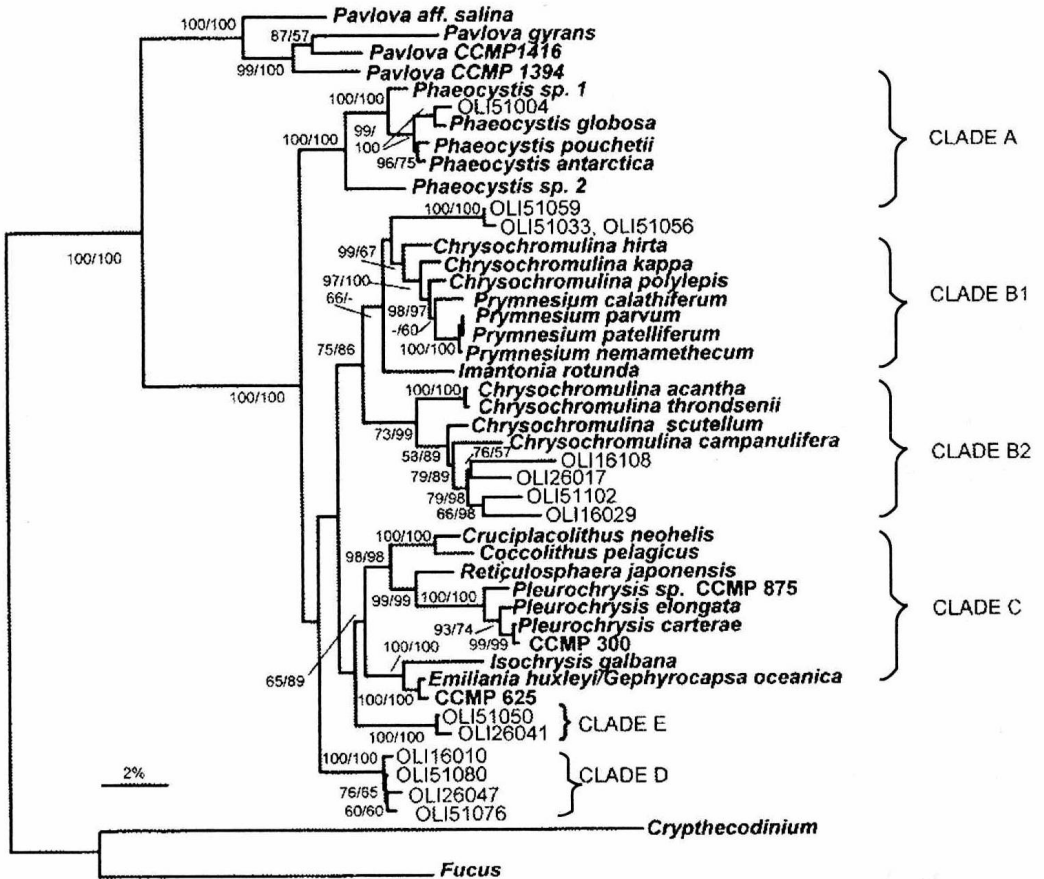 Pavlova aff. salina
100/100
87/57
Pavlova gyrans
Pavlova CCMP1416
99/100
Pavlova CCMP 1394
Phaeocystis sp. 1
100/100
OLI51004
Phaeocystis globosa
100/100
99/
100
Phaeocystis pouchetii
96/75
Phaeocystis antarctica
Phaeocystis sp. 2
CLADE A
100/100
OLI51059
OLI51033, OLI51056
99/67
Chrysochromulina hirta
Chrysochromulina kappa
97/100
Chrysochromulina polylepis
66/-
98/97
Prymnesium calathiferum
Prymnesium parvum
-/60
Prymnesium patelliferum
100/100
Prymnesium nemamethecum
CLADE B1
100/100
75/86
Imantonia rotunda
100/100
100/100
Chrysochromulina acantha
Chrysochromulina throndsenii
73/99
Chrysochromulina scutellum
53/89
Chrysochromulina campanulifera
76/57
OLI16108
79/89
OLI26017
79/98
OLI51102
66/98
OLI16029
CLADE B2
Cruciplacolithus neohelis
100/100
Coccolithus pelagicus
98/98
Reticulosphaera japonensis
99/99
100/100
Pleurochrysis sp. CCMP 875
Pleurochrysis elongata
93/74
Pleurochrysis carterae
99/99
CCMP 300
CLADE C
65/89
100/100
Isochrysis galbana
Emiliania huxleyi/Gephyrocapsa oceanica
100/100
CCMP 625
OLI51050
100/100
OLI26041
CLADE E
100/100
OLI16010
OLI51080
76/65
OLI26047
60/60
OLI51076
CLADE D
2%
Crypthecodinium
Fucus